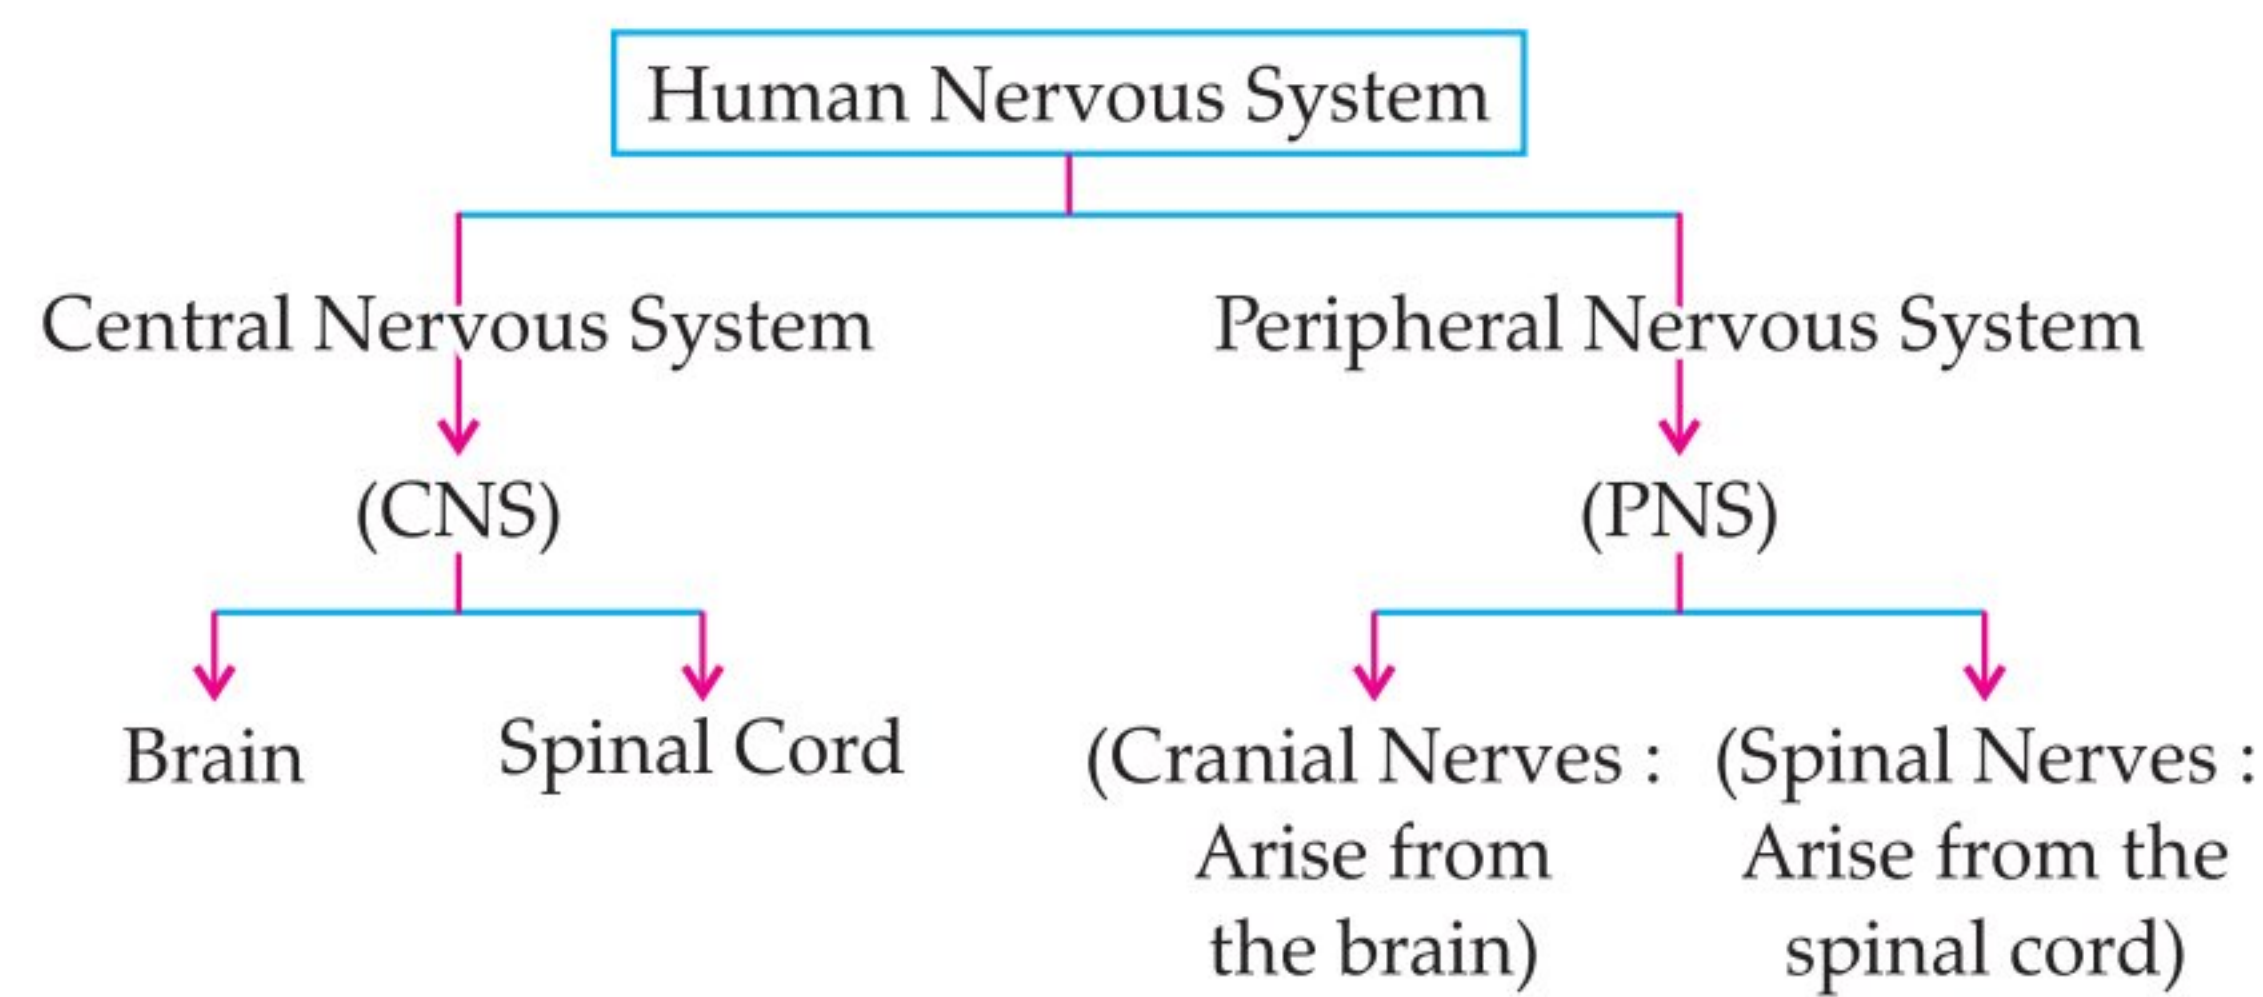 Human Nervous System
Central Nervous System
Peripheral Nervous System
(CNS)
(PNS)
Brain
Spinal Cord
(Cranial Nerves :
Arise from
the brain)
(Spinal Nerves :
Arise from the
spinal cord)